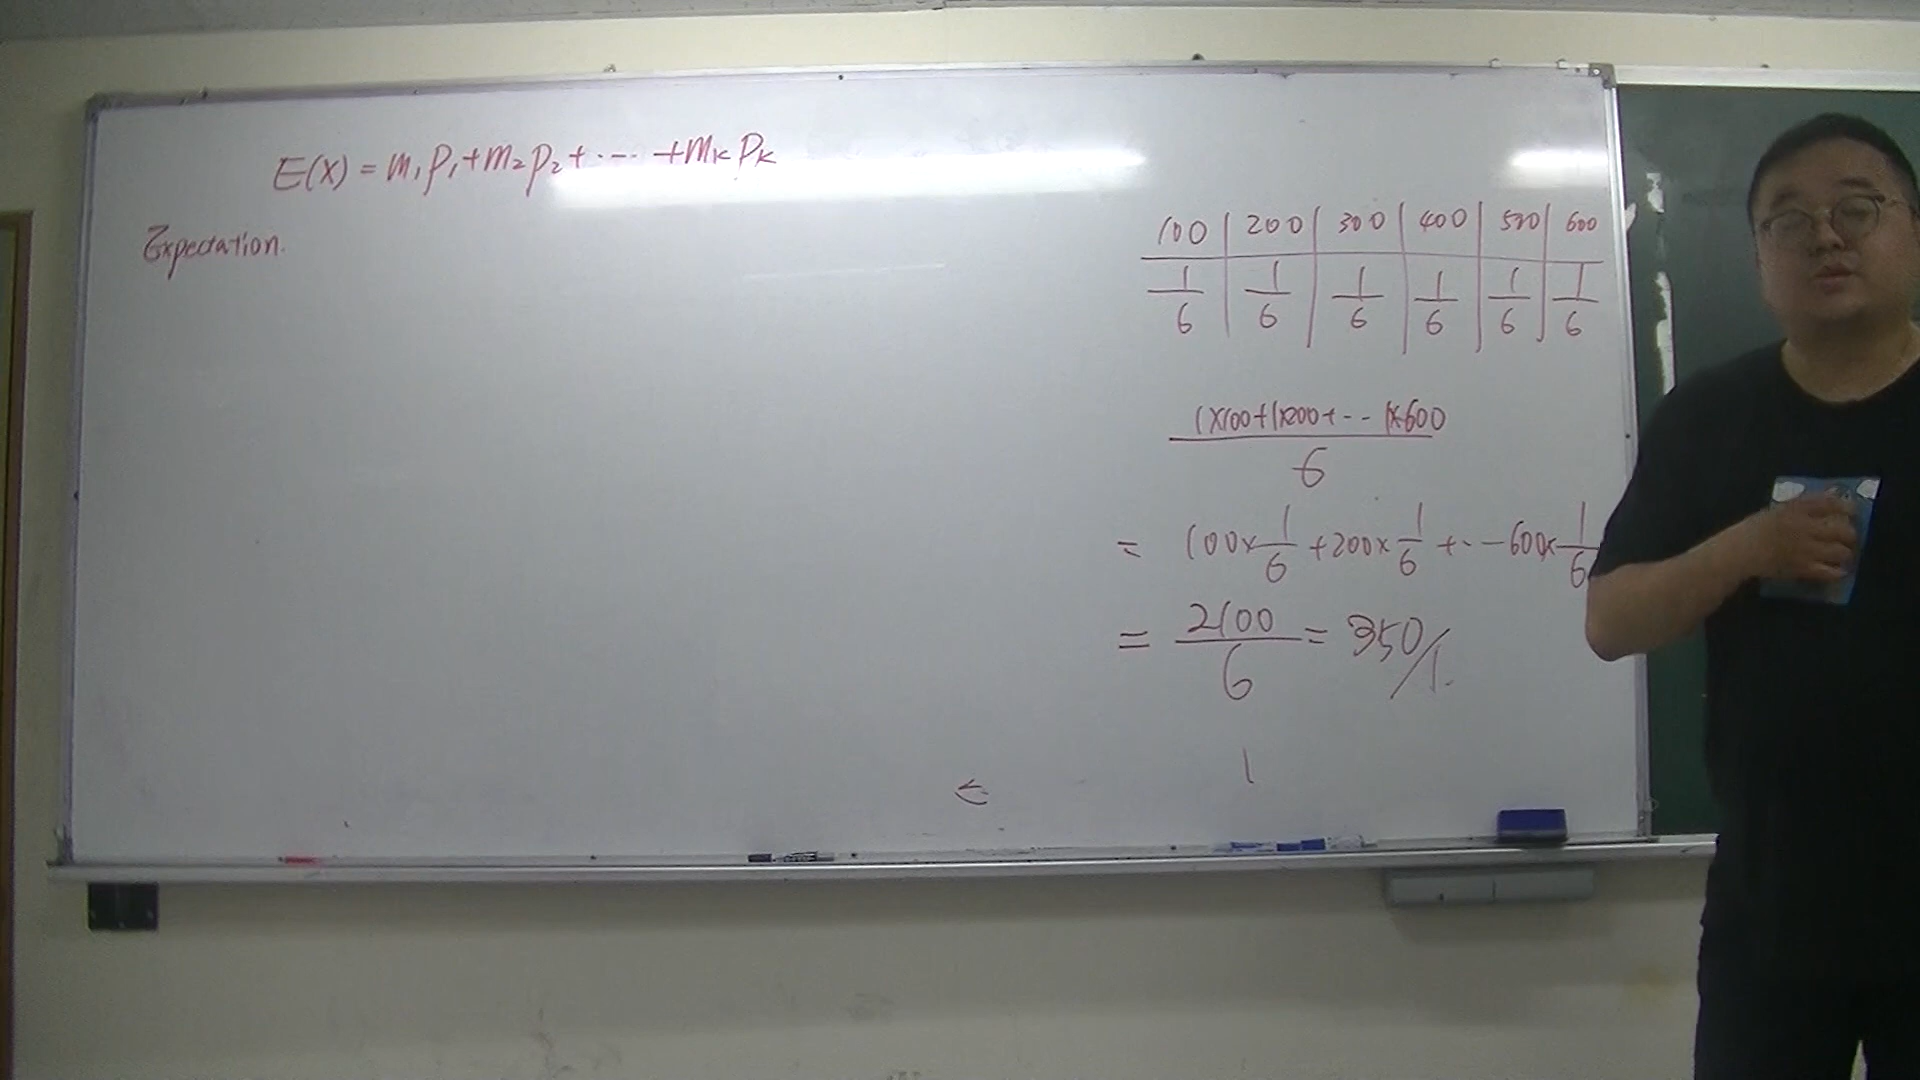 E(X) = m₁p₁+m₂p₂+ ⋯ +mₖpₖ
Expectation.
100 | 200 | 300 | 400 | 500 | 600
1/6 | 1/6 | 1/6 | 1/6 | 1/6 | 1/6
(1×100+1×200+ ⋯ 1×600)/6
= 100×1/6 +200×1/6 + ⋯ 600×1/6
= 2100/6 = 350